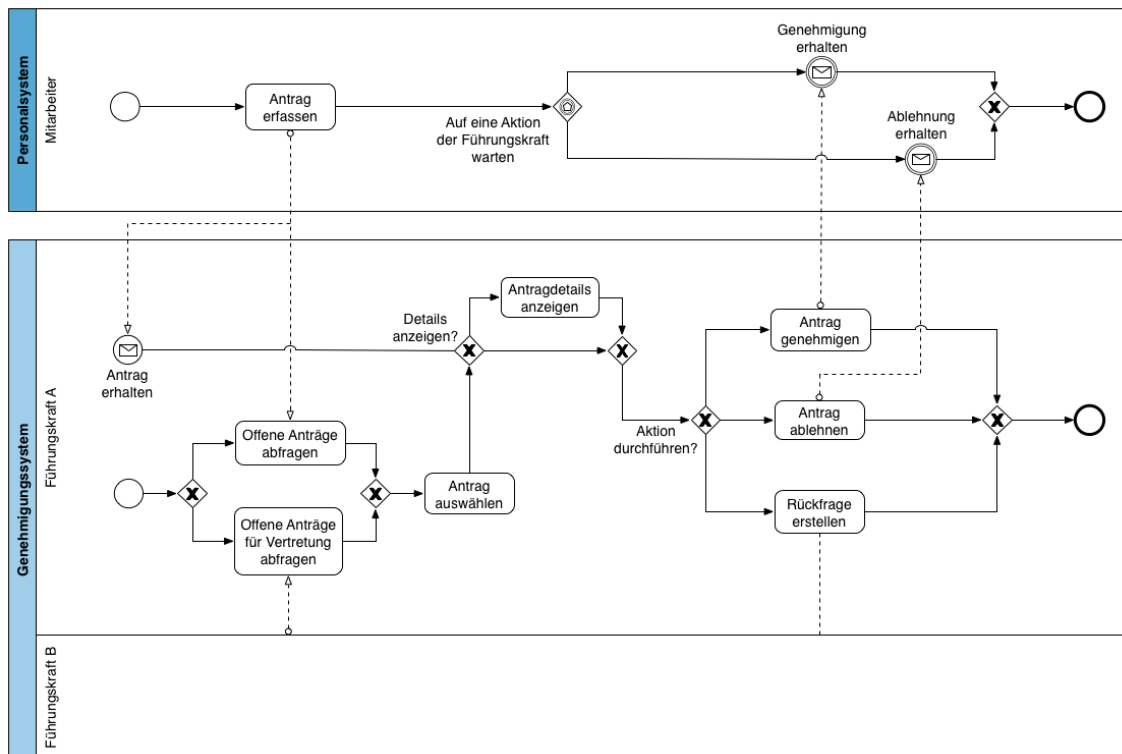 Personalsystem
Mitarbeiter
Antrag
erfassen
Auf eine Aktion
der Führungskraft
warten
Genehmigung
erhalten
Ablehnung
erhalten
Genehmigungssystem
Führungskraft A
Antrag
erhalten
Details
anzeigen?
Antragdetails
anzeigen
Offene Anträge
abfragen
Offene Anträge
für Vertretung
abfragen
Antrag
auswählen
Aktion
durchführen?
Antrag
genehmigen
Antrag
ablehnen
Rückfrage
erstellen
Führungskraft B